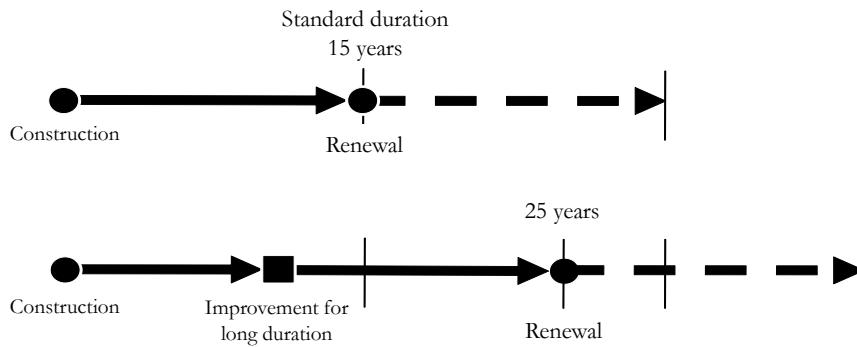 Standard duration
15 years
Construction
Renewal
25 years
Construction
Improvement for
long duration
Renewal